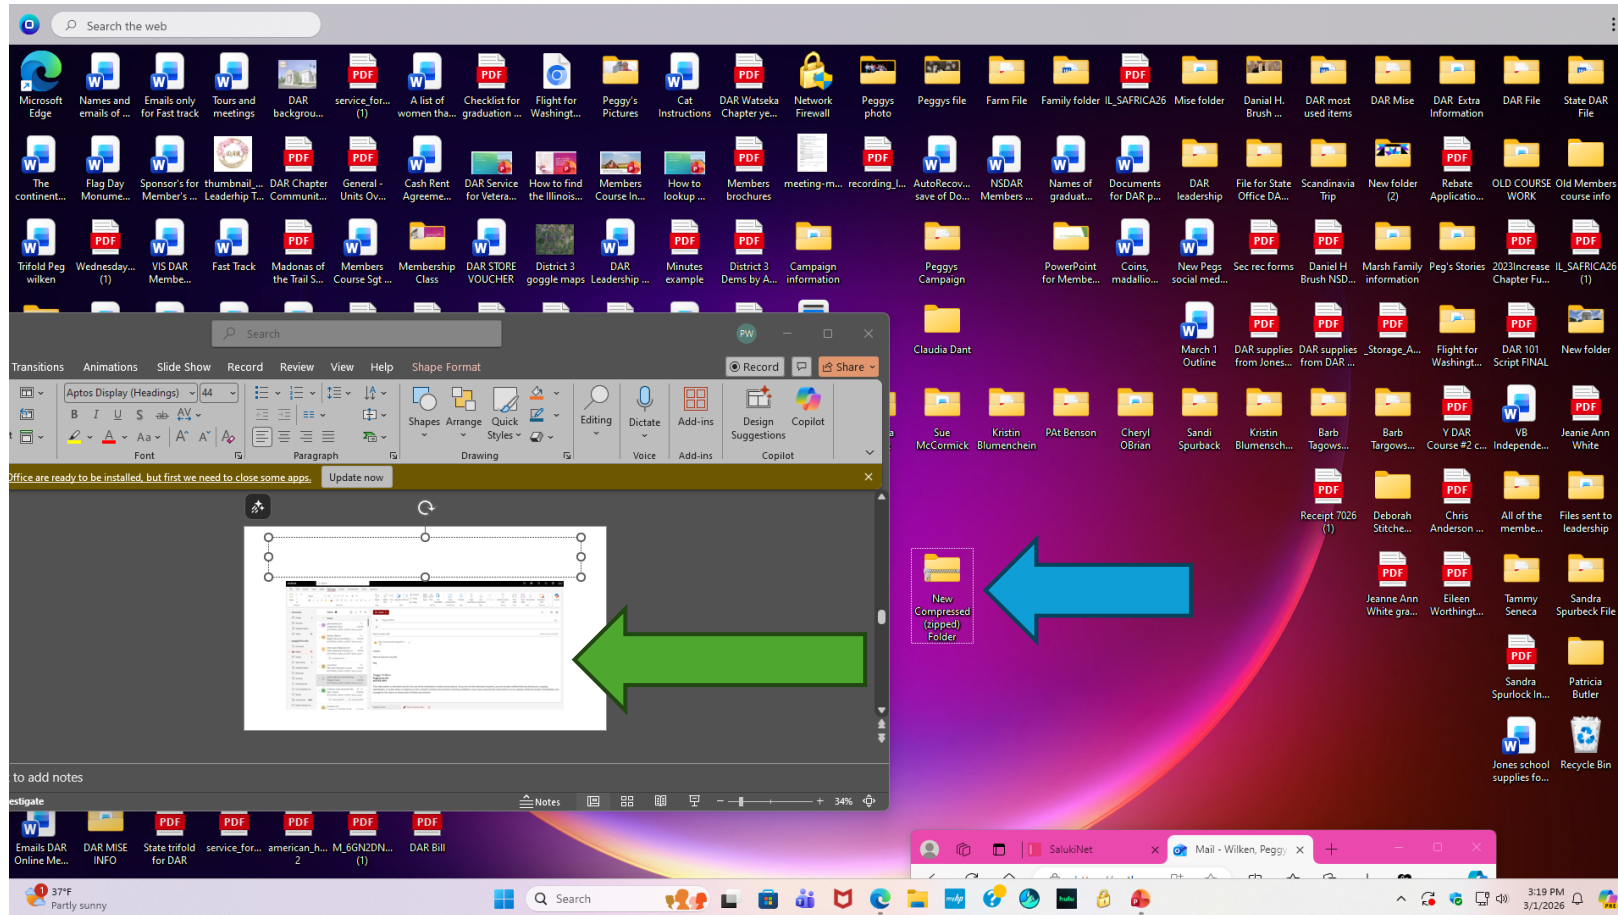 Search the web
Microsoft
Edge
Names and
emails of ...
Emails only
for Fast track
Tours and
meetings
DAR
backgrou...
service_for...
(1)
A list of
women tha...
Checklist for
graduation ...
Flight for
Washingt...
Peggy's
Pictures
Cat
Instructions
DAR Watseka
Chapter ye...
Network
Firewall
Peggys
photo
Peggys file
Farm File
Family folder
IL_SAFRICA26
Mise folder
Danial H.
Brush ...
DAR most
used items
DAR Mise
DAR Extra
Information
DAR File
State DAR
File
The
continent...
Flag Day
Monume...
Sponsor's for
Member's ...
thumbnail_...
Leadership T...
DAR Chapter
Communit...
General -
Units Ov...
Cash Rent
Agreeme...
DAR Service
for Vetera...
How to find
the Illinois...
Members
Course In...
How to
lookup ...
Members
brochures
meeting-m...
recording_l...
AutoRecov...
save of Do...
NSDAR
Members ...
Names of
graduat...
Documents
for DAR p...
DAR
leadership
File for State
Office DA...
Scandinavia
Trip
New folder
(2)
Rebate
Applicatio...
OLD COURSE
WORK
Old Members
course info
Trifold Peg
wilken
Wednesday...
(1)
VIS DAR
Membe...
Fast Track
Madonas of
the Trail S...
Members
Course Sgt ...
Membership
Class
DAR STORE
VOUCHER
District 3
goggle maps
DAR
Leadership ...
Minutes
example
District 3
Dems by A...
Campaign
information
Peggys
Campaign
PowerPoint
for Membe...
Coins,
madallio...
New Pegs
social med...
Sec rec forms
Daniel H
Brush NSD...
Marsh Family
information
Peg's Stories
2023Increase
Chapter Fu...
IL_SAFRICA26
(1)
Claudia Dant
March 1
Outline
DAR supplies
from Jones...
DAR supplies
from DAR ...
_Storage_A...
Flight for
Washingt...
DAR 101
Script FINAL
New folder
Sue
McCormick
Kristin
Blumenchein
PAt Benson
Cheryl
OBrian
Sandi
Spurback
Kristin
Blumensch...
Barb
Tagows...
Barb
Targows...
Y DAR
Course #2 c...
VB
Independe...
Jeanie Ann
White
Receipt 7026
(1)
Deborah
Stitche...
Chris
Anderson ...
All of the
membe...
Files sent to
leadership
New
Compressed
(zipped)
Folder
Jeanne Ann
White gra...
Eileen
Worthingt...
Tammy
Seneca
Sandra
Spurbeck File
Sandra
Spurlock In...
Patricia
Butler
Jones school
supplies fo...
Recycle Bin
Search
PW
Transitions Animations Slide Show Record Review View Help Shape Format
Record
Share
Aptos Display (Headings) 44
Shapes
Arrange
Quick
Styles
Editing
Dictate
Add-ins
Design
Suggestions
Copilot
Font Paragraph Drawing Voice Add-ins Copilot
Office are ready to be installed, but first we need to close some apps.
Update now
t to add notes
estigate
Notes
34%
Emails DAR
Online Me...
DAR MISE
INFO
State trifold
for DAR
service_for...
american_h...
2
M_6GN2DN...
(1)
DAR Bill
SalukiNet
Mail - Wilken, Peggy
37°F
Partly sunny
Search
hulu
3:19 PM
3/1/2026